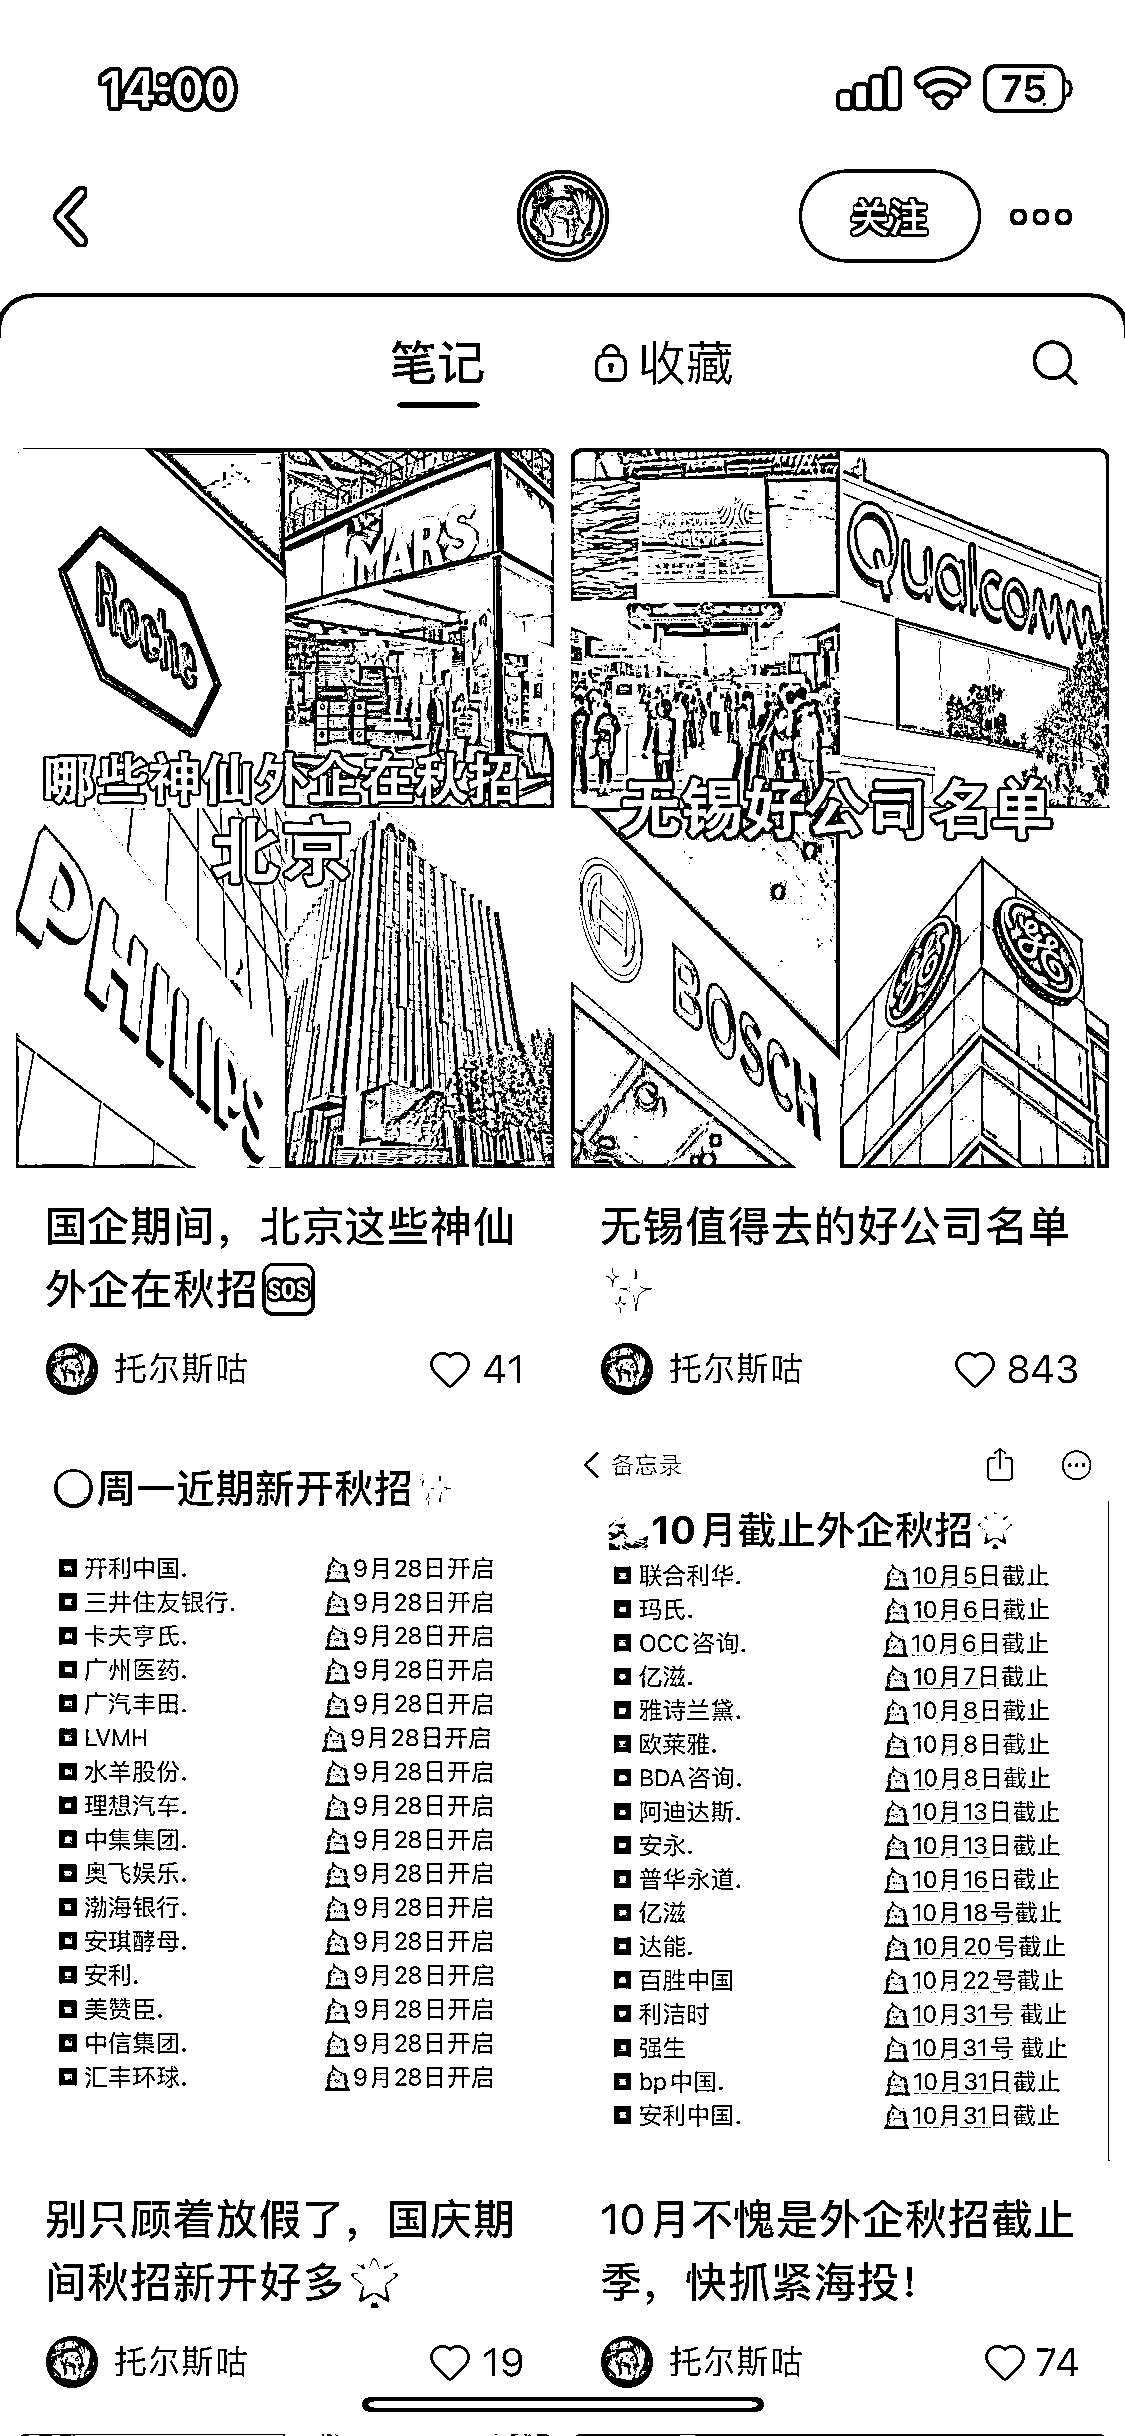 14:00
75
关注
笔记
收藏
Roche
MARS
哪些神仙外企在秋招
北京
PHILIPS
Qualcomm
无锡好公司名单
BOSCH
国企期间，北京这些神仙
外企在秋招SOS
托尔斯咕
41
无锡值得去的好公司名单
托尔斯咕
843
周一近期新开秋招
开利中国. 9月28日开启
三井住友银行. 9月28日开启
卡夫亨氏. 9月28日开启
广州医药. 9月28日开启
广汽丰田. 9月28日开启
LVMH 9月28日开启
水羊股份. 9月28日开启
理想汽车. 9月28日开启
中集集团. 9月28日开启
奥飞娱乐. 9月28日开启
渤海银行. 9月28日开启
安琪酵母. 9月28日开启
安利. 9月28日开启
美赞臣. 9月28日开启
中信集团. 9月28日开启
汇丰环球. 9月28日开启
别只顾着放假了，国庆期
间秋招新开好多
托尔斯咕
19
备忘录
10月截止外企秋招
联合利华. 10月5日截止
玛氏. 10月6日截止
OCC咨询. 10月6日截止
亿滋. 10月7日截止
雅诗兰黛. 10月8日截止
欧莱雅. 10月8日截止
BDA咨询. 10月8日截止
阿迪达斯. 10月13日截止
安永. 10月13日截止
普华永道. 10月16日截止
亿滋 10月18号截止
达能. 10月20号截止
百胜中国 10月22号截止
利洁时 10月31号 截止
强生 10月31号 截止
bp中国. 10月31日截止
安利中国. 10月31日截止
10月不愧是外企秋招截止
季，快抓紧海投！
托尔斯咕
74